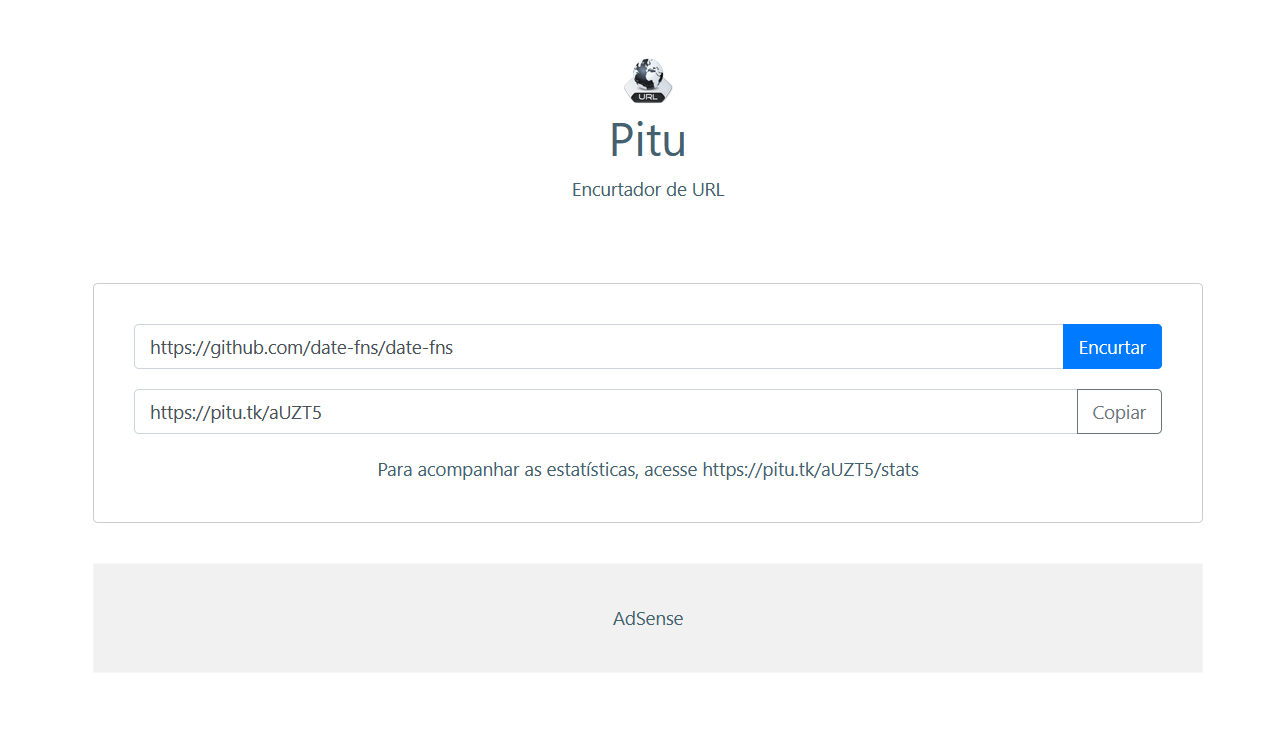 URL
Pitu
Encurtador de URL
https://github.com/date-fns/date-fns
Encurtar
https://pitu.tk/aUZT5
Copiar
Para acompanhar as estatísticas, acesse https://pitu.tk/aUZT5/stats
AdSense